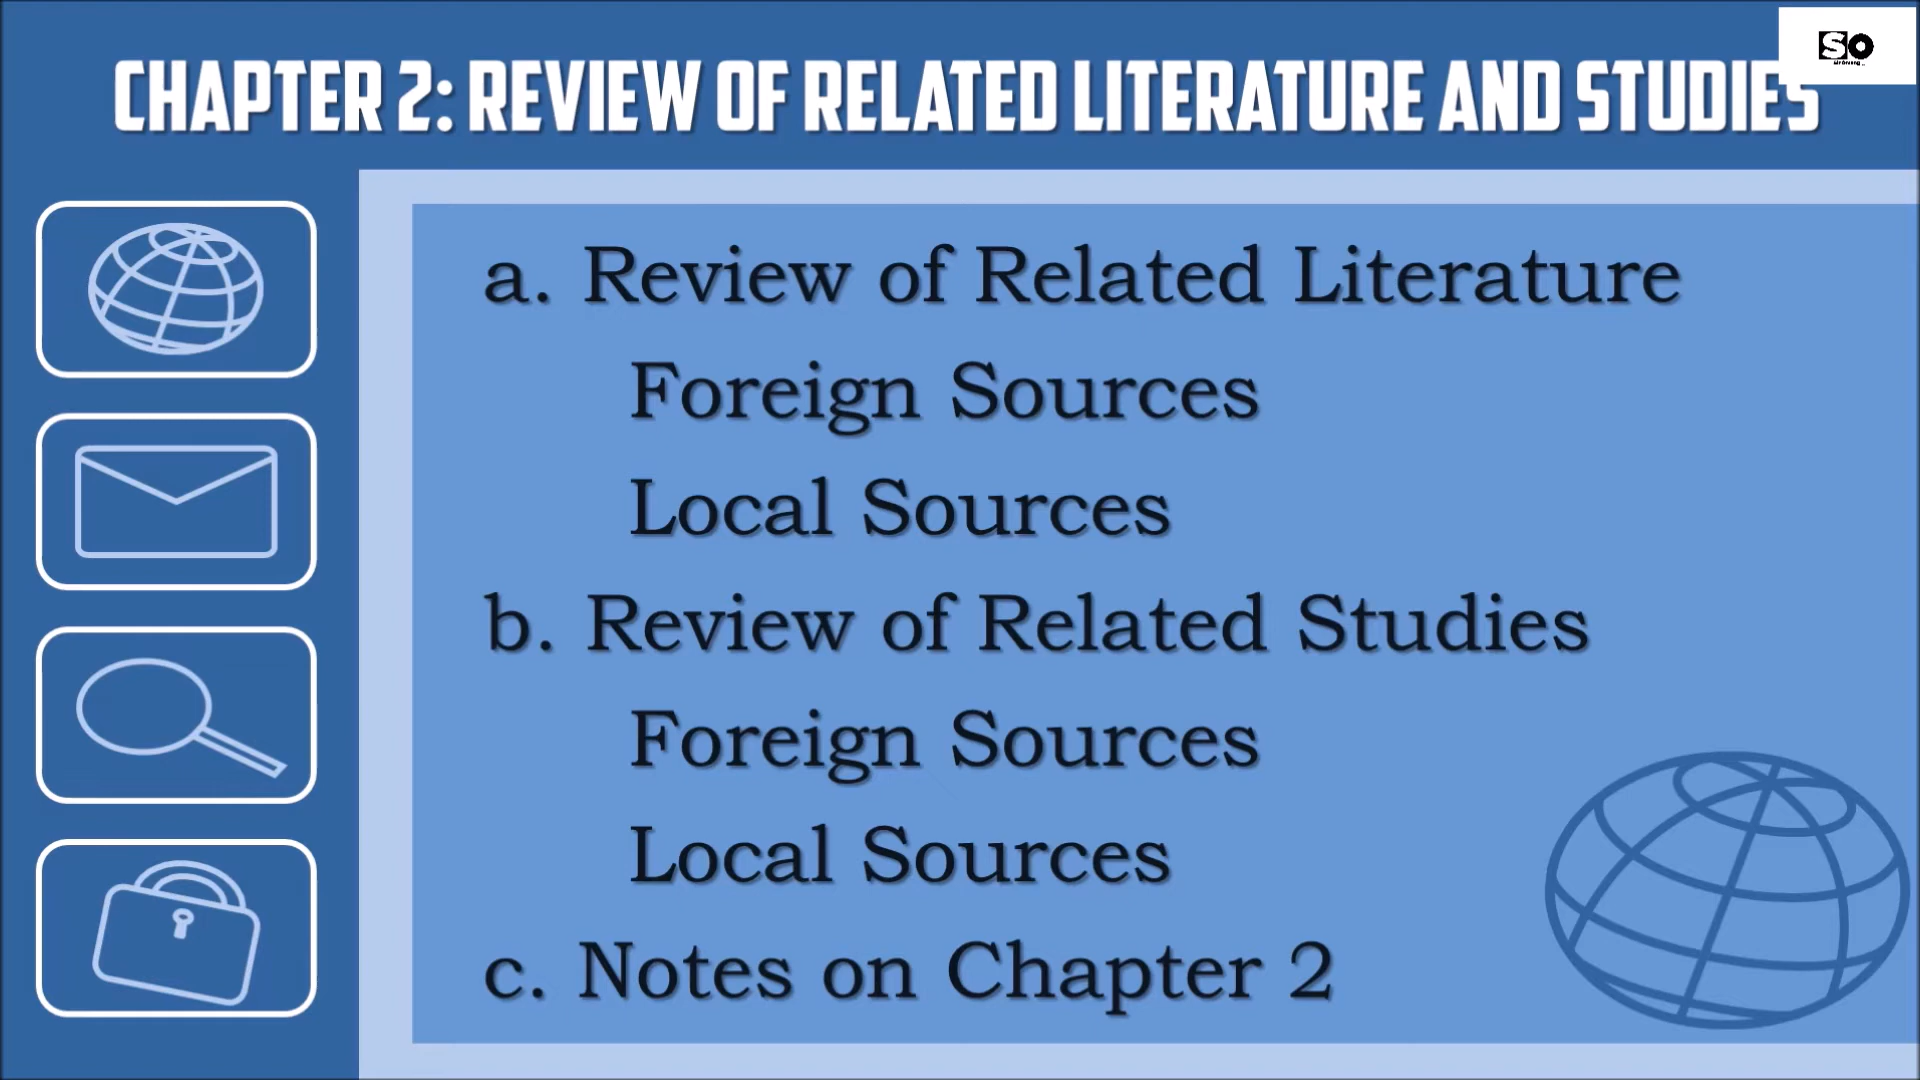 SO
CHAPTER 2: REVIEW OF RELATED LITERATURE AND STUDIES
a. Review of Related Literature
Foreign Sources
Local Sources
b. Review of Related Studies
Foreign Sources
Local Sources
c. Notes on Chapter 2